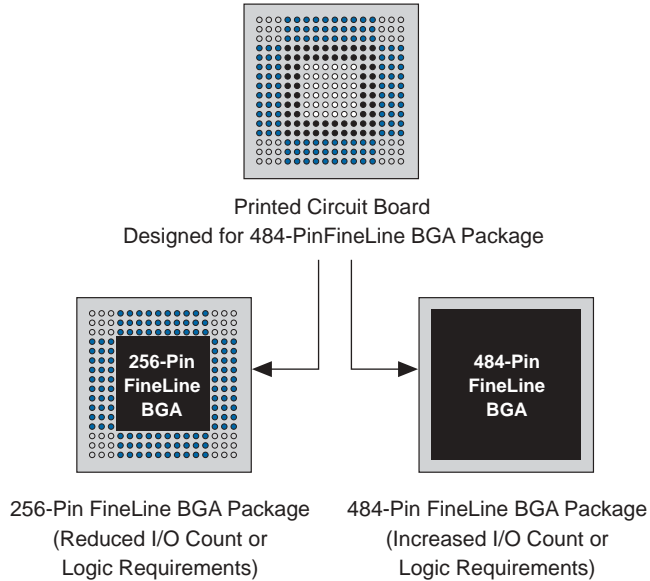 Printed Circuit Board
Designed for 484-PinFineLine BGA Package
256-Pin
FineLine
BGA
484-Pin
FineLine
BGA
256-Pin FineLine BGA Package
(Reduced I/O Count or
Logic Requirements)
484-Pin FineLine BGA Package
(Increased I/O Count or
Logic Requirements)